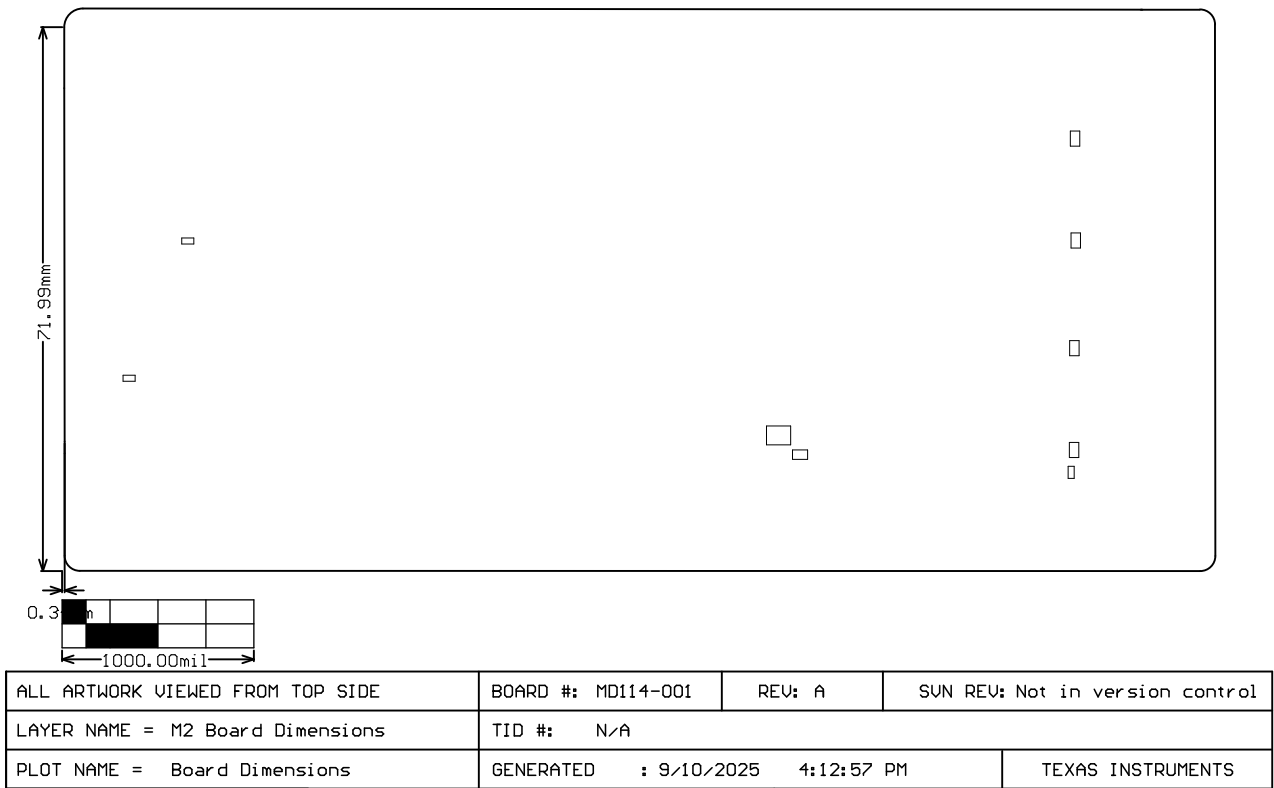 71.99mm
0.3 m
1000.00mil
ALL ARTWORK VIEWED FROM TOP SIDE
BOARD #: MD114-001
REV: A
SVN REV: Not in version control
LAYER NAME = M2 Board Dimensions
TID #: N/A
PLOT NAME = Board Dimensions
GENERATED : 9/10/2025 4:12:57 PM
TEXAS INSTRUMENTS